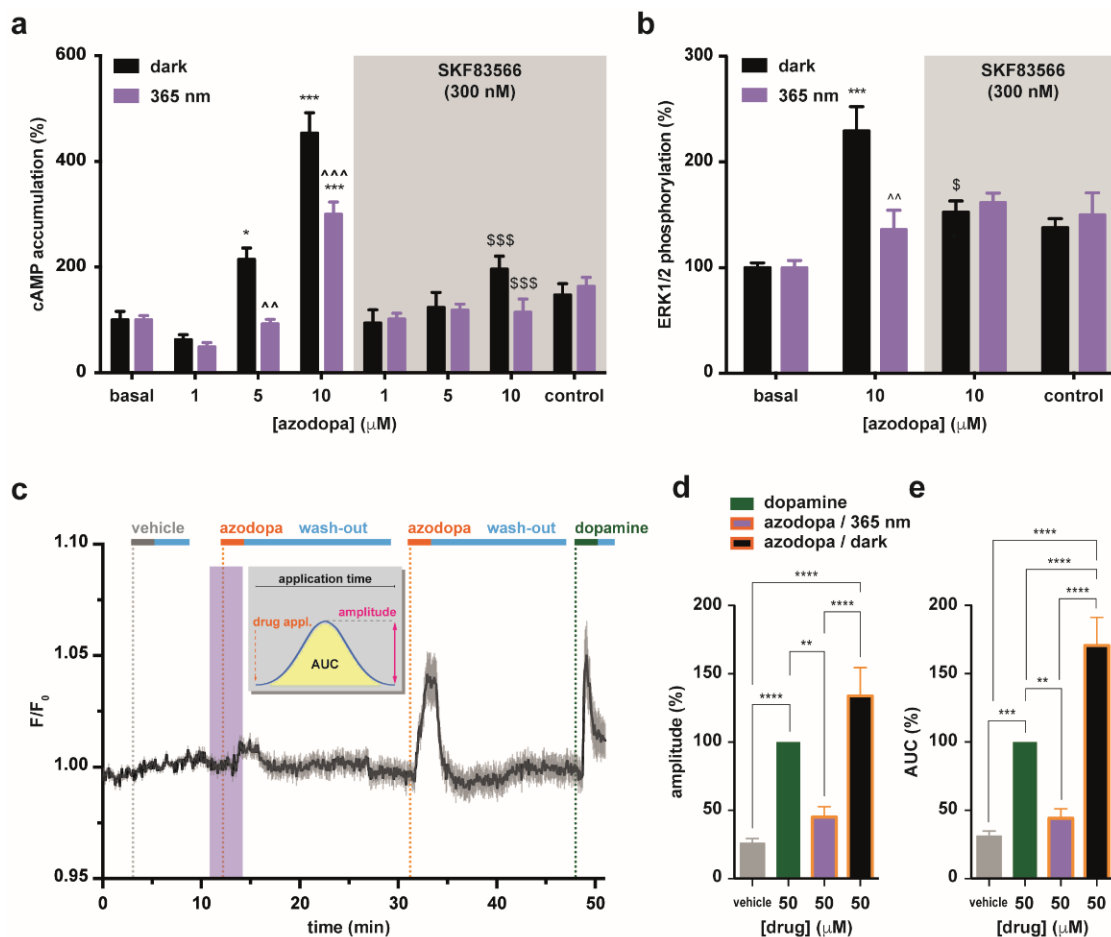 a
600
400
200
0
cAMP accumulation (%)
dark
365 nm
SKF83566
(300 nM)
***
^^^
***
*
^^
$$$
$$$
basal 1 5 10 1 5 10 control
[azodopa] (μM)
b
300
250
200
150
100
50
0
ERK1/2 phosphorylation (%)
dark
365 nm
SKF83566
(300 nM)
***
^^
$
basal 10 10 control
[azodopa] (μM)
c
vehicle azodopa wash-out azodopa wash-out dopamine
1.10
1.05
1.00
0.95
F/F0
application time
drug appl.
amplitude
AUC
0 10 20 30 40 50
time (min)
d
dopamine
azodopa / 365 nm
azodopa / dark
****
****
**
****
200
150
100
50
0
amplitude (%)
vehicle 50 50 50
[drug] (μM)
e
****
****
****
**
***
200
150
100
50
0
AUC (%)
vehicle 50 50 50
[drug] (μM)